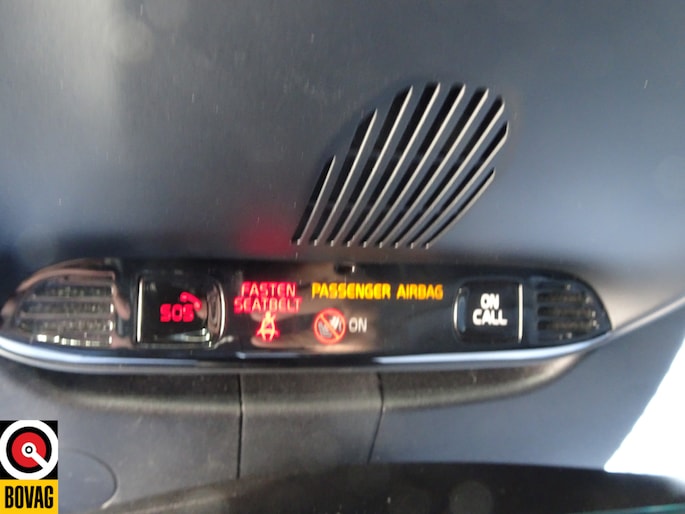 SOS
FASTEN
SEATBELT
PASSENGER AIRBAG
ON
ON
CALL
BOVAG